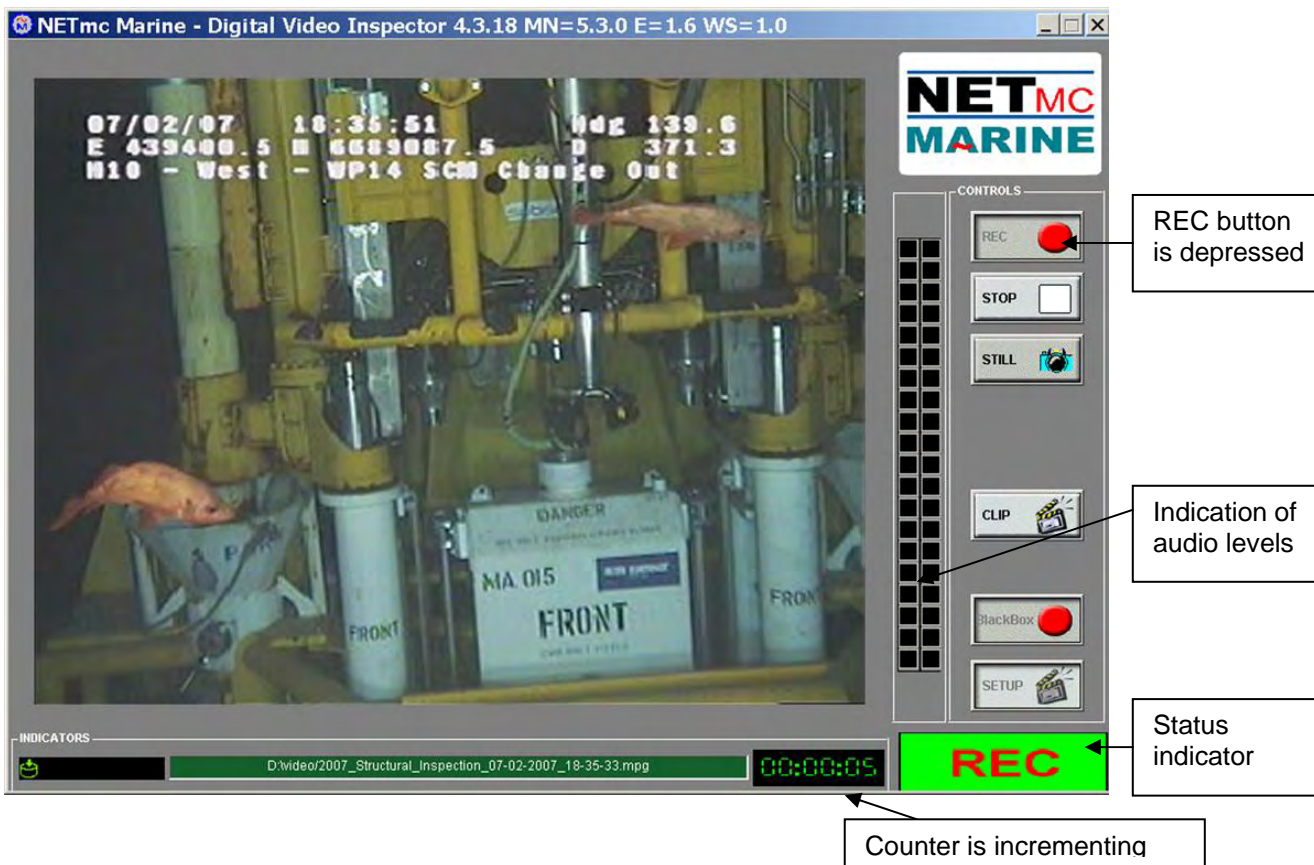 NETmc Marine - Digital Video Inspector 4.3.18 MN=5.3.0 E=1.6 WS=1.0
NETMC
MARINE
07/02/07 18:35:51 Hdg 139.6
E 439400.5 N 6689087.5 D 371.3
N10 - West - WP14 SCM Change Out
DANGER
MA 015
FRONT
FRONT
FRONT
CONTROLS
REC
STOP
STILL
CLIP
BlackBox
SETUP
INDICATORS
D:\video/2007_Structural_Inspection_07-02-2007_18-35-33.mpg
00:00:05
REC
REC button
is depressed
Indication of
audio levels
Status
indicator
Counter is incrementing